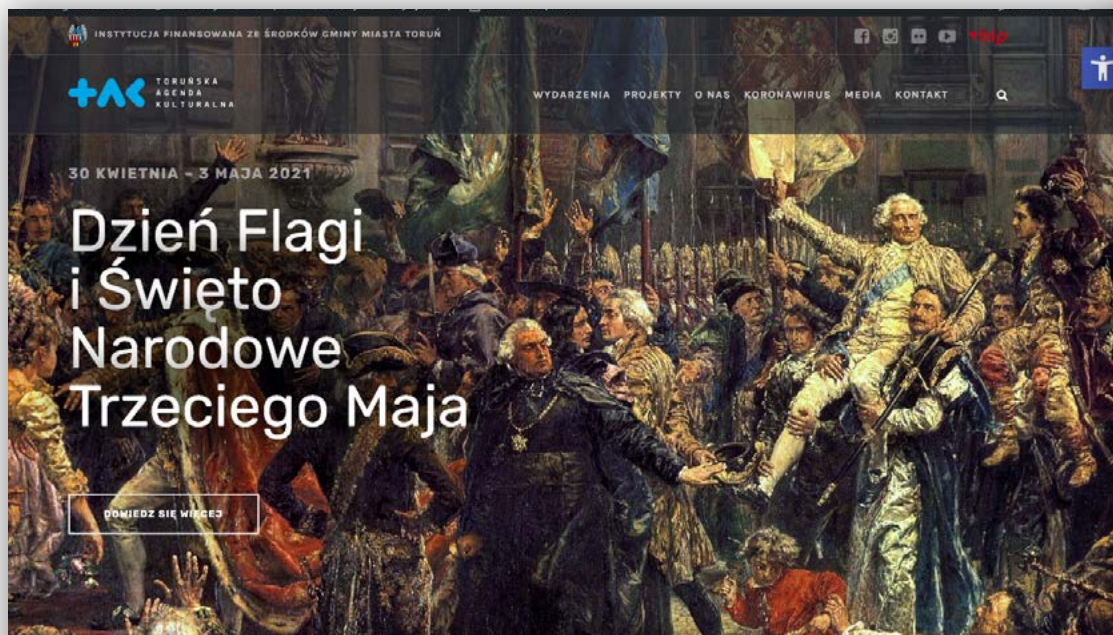 INSTYTUCJA FINANSOWANA ZE ŚRODKÓW GMINY MIASTA TORUŃ
bip
TORUŃSKA
AGENDA
KULTURALNA
WYDARZENIA PROJEKTY O NAS KORONAWIRUS MEDIA KONTAKT
30 KWIETNIA – 3 MAJA 2021
Dzień Flagi
i Święto
Narodowe
Trzeciego Maja
DOWIEDZ SIĘ WIĘCEJ